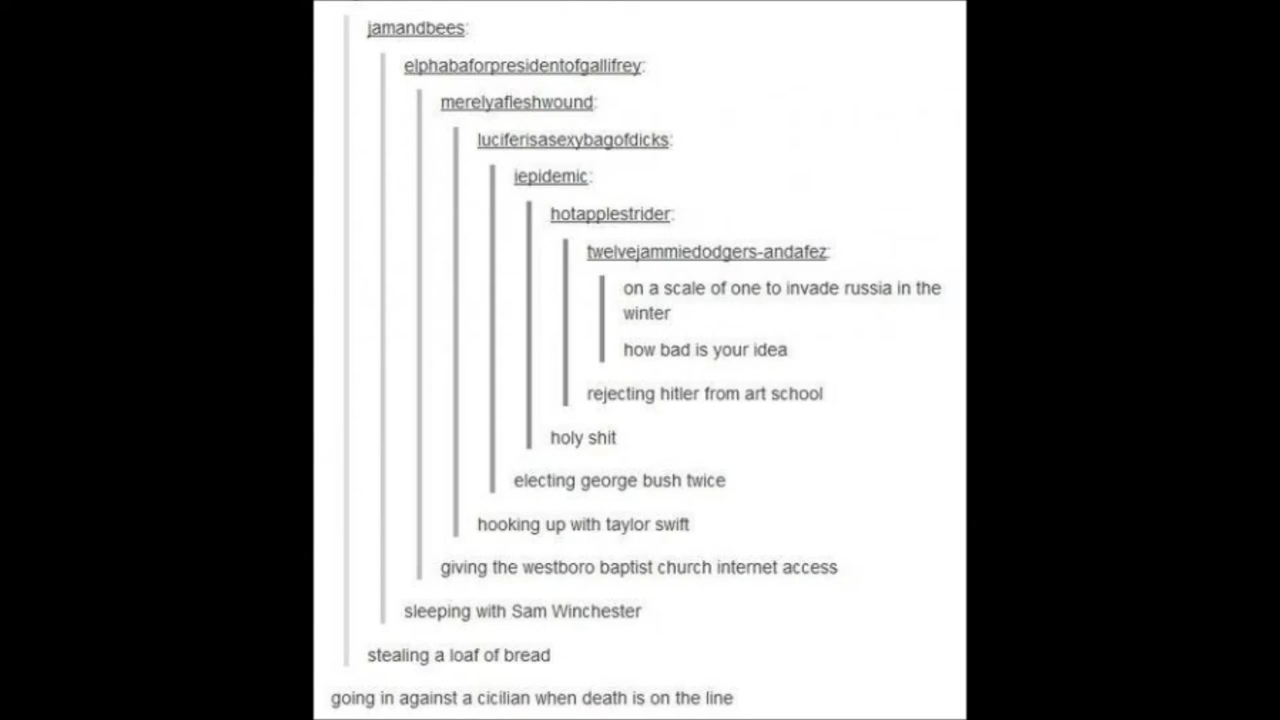 jamandbees:
elphabaforpresidentofgallifrey:
merelyafleshwound:
luciferisasexybagofdicks:
iepidemic:
hotapplestrider:
twelvejammiedodgers-andafez:
on a scale of one to invade russia in the
winter
how bad is your idea
rejecting hitler from art school
holy shit
electing george bush twice
hooking up with taylor swift
giving the westboro baptist church internet access
sleeping with Sam Winchester
stealing a loaf of bread
going in against a cicilian when death is on the line